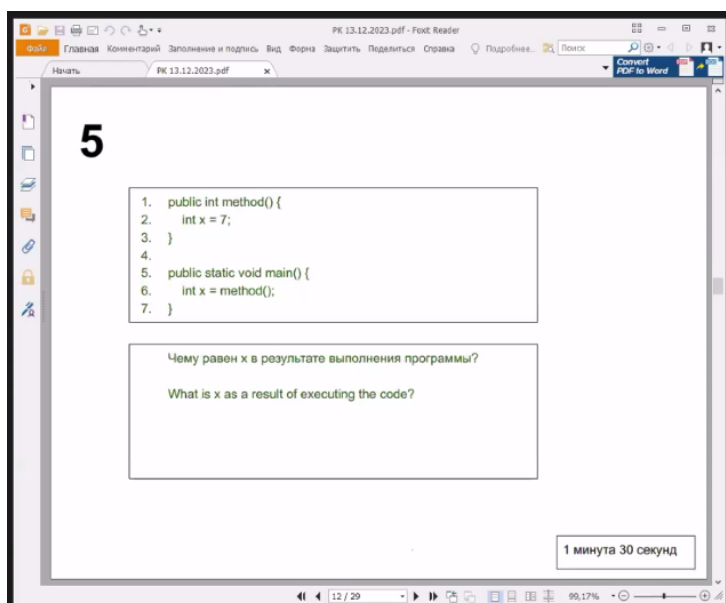 РК 13.12.2023.pdf - Foxit Reader
Файл Главная Комментарий Заполнение и подпись Вид Форма Защитить Поделиться Справка Подробнее... Поиск
Начать РК 13.12.2023.pdf
Convert
PDF to Word
5
1. public int method() {
2. int x = 7;
3. }
4.
5. public static void main() {
6. int x = method();
7. }
Чему равен x в результате выполнения программы?
What is x as a result of executing the code?
1 минута 30 секунд
12 / 29 99,17%